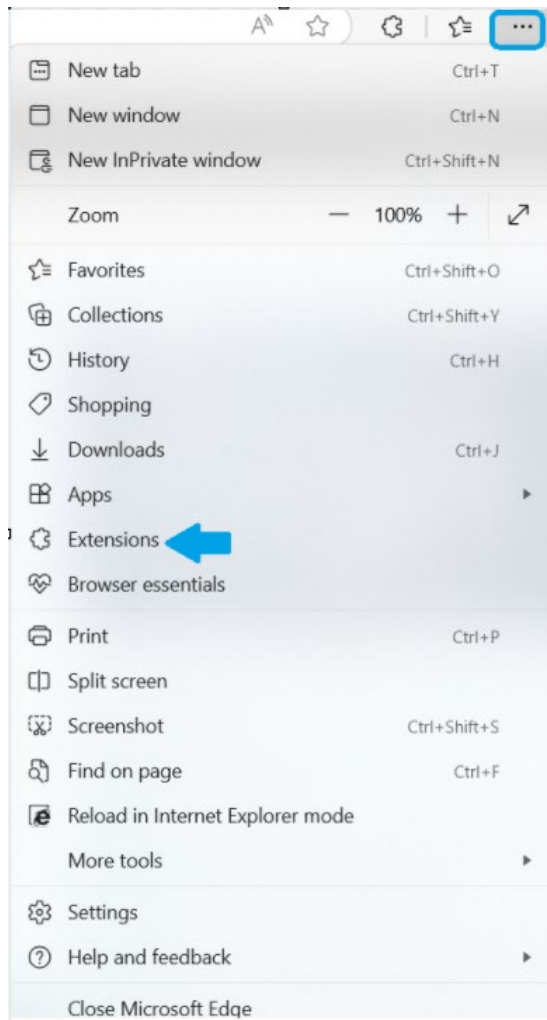 New tab Ctrl+T
New window Ctrl+N
New InPrivate window Ctrl+Shift+N
Zoom — 100% +
Favorites Ctrl+Shift+O
Collections Ctrl+Shift+Y
History Ctrl+H
Shopping
Downloads Ctrl+J
Apps
Extensions
Browser essentials
Print Ctrl+P
Split screen
Screenshot Ctrl+Shift+S
Find on page Ctrl+F
Reload in Internet Explorer mode
More tools
Settings
Help and feedback
Close Microsoft Edge